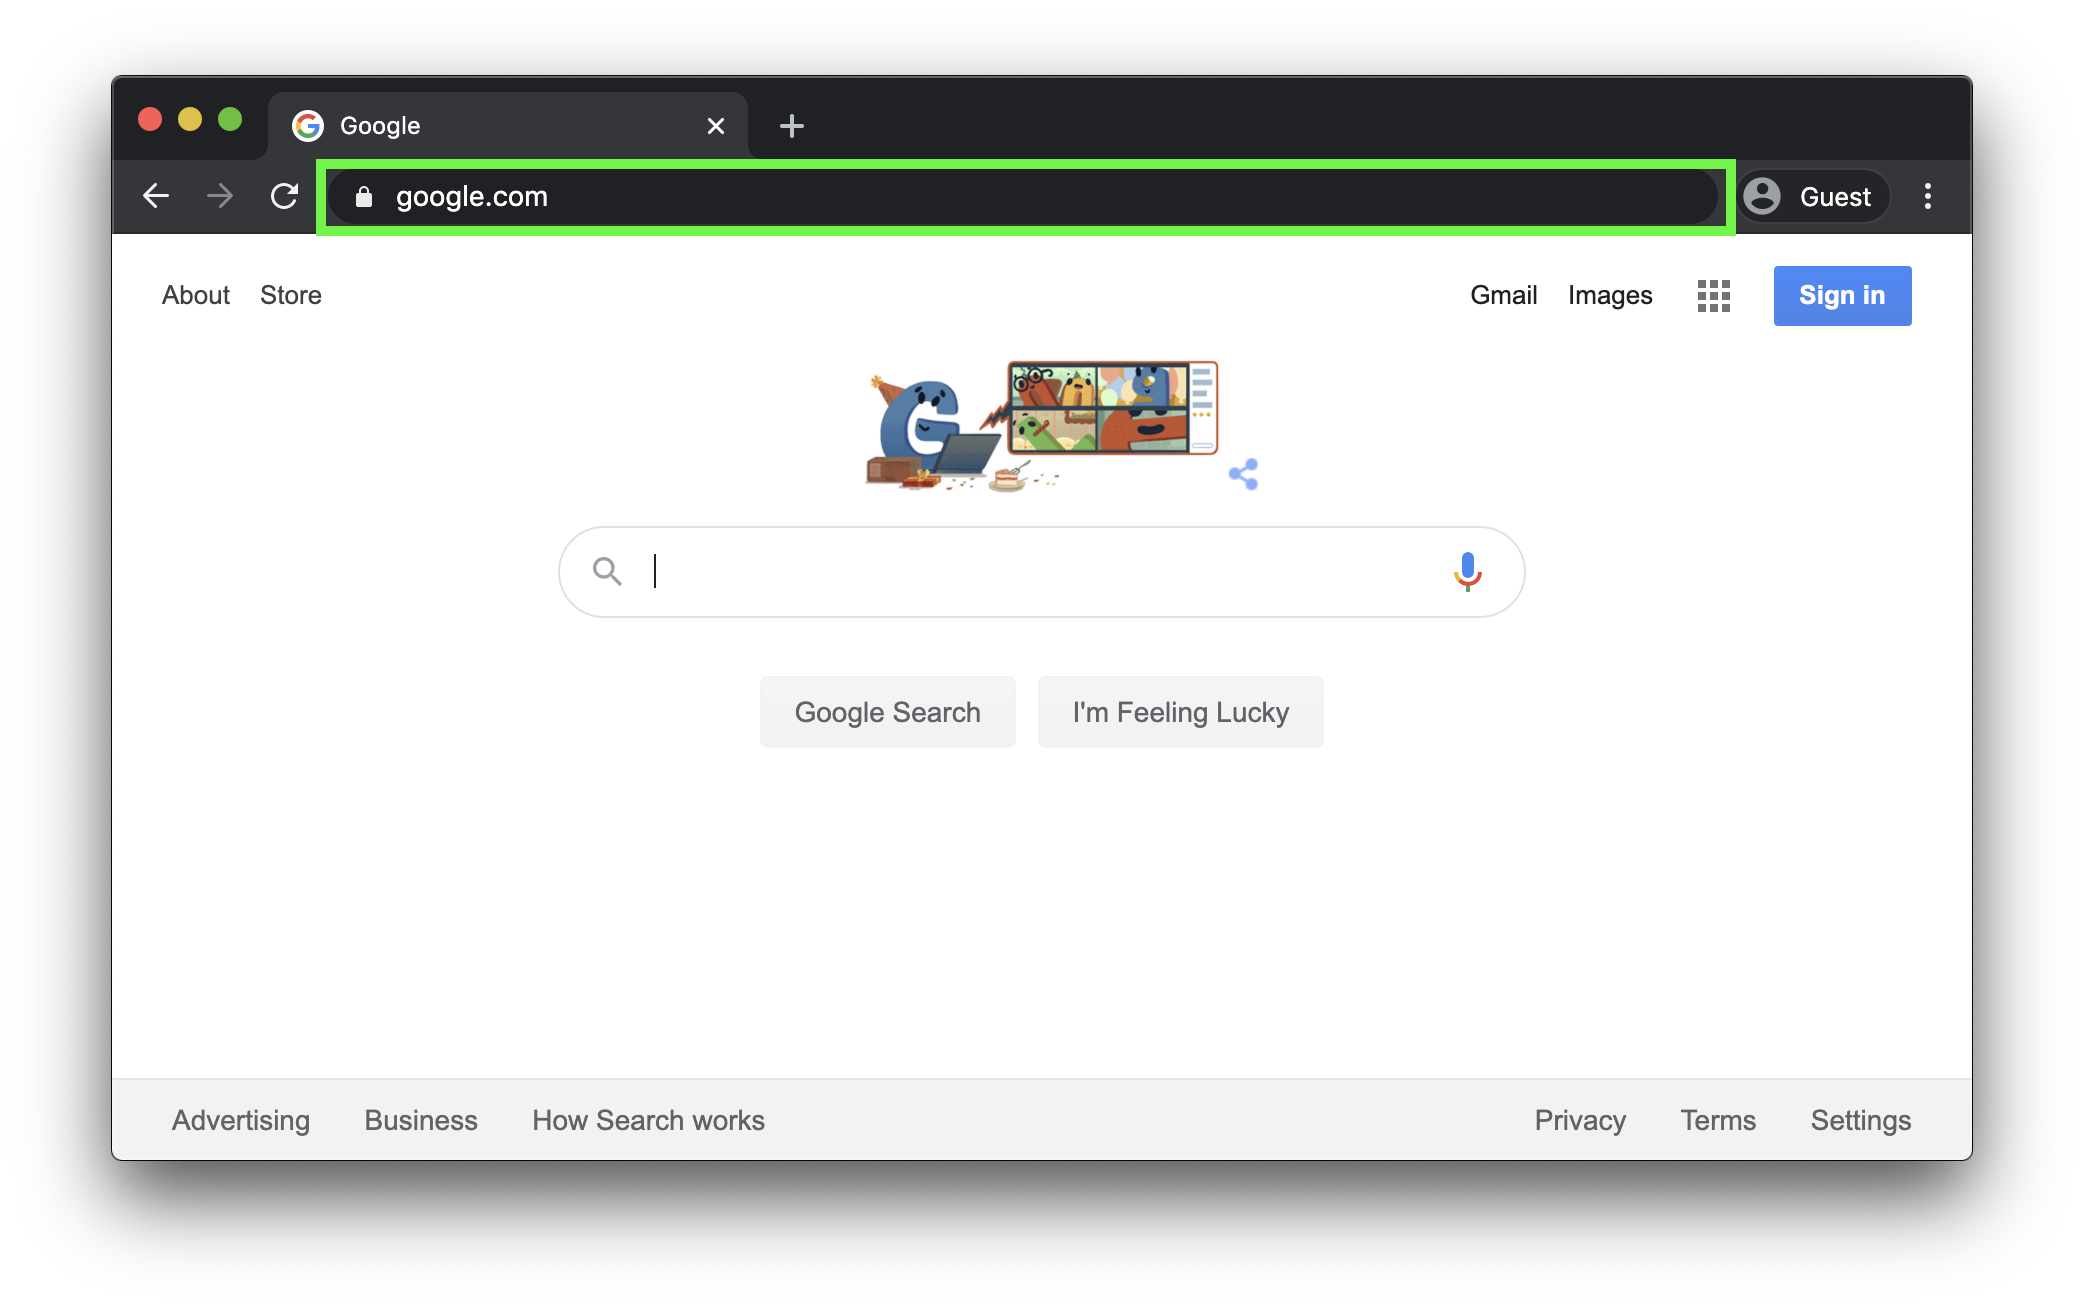 Google
google.com
Guest
About Store
Gmail Images
Sign in
Google Search
I'm Feeling Lucky
Advertising Business How Search works
Privacy Terms Settings